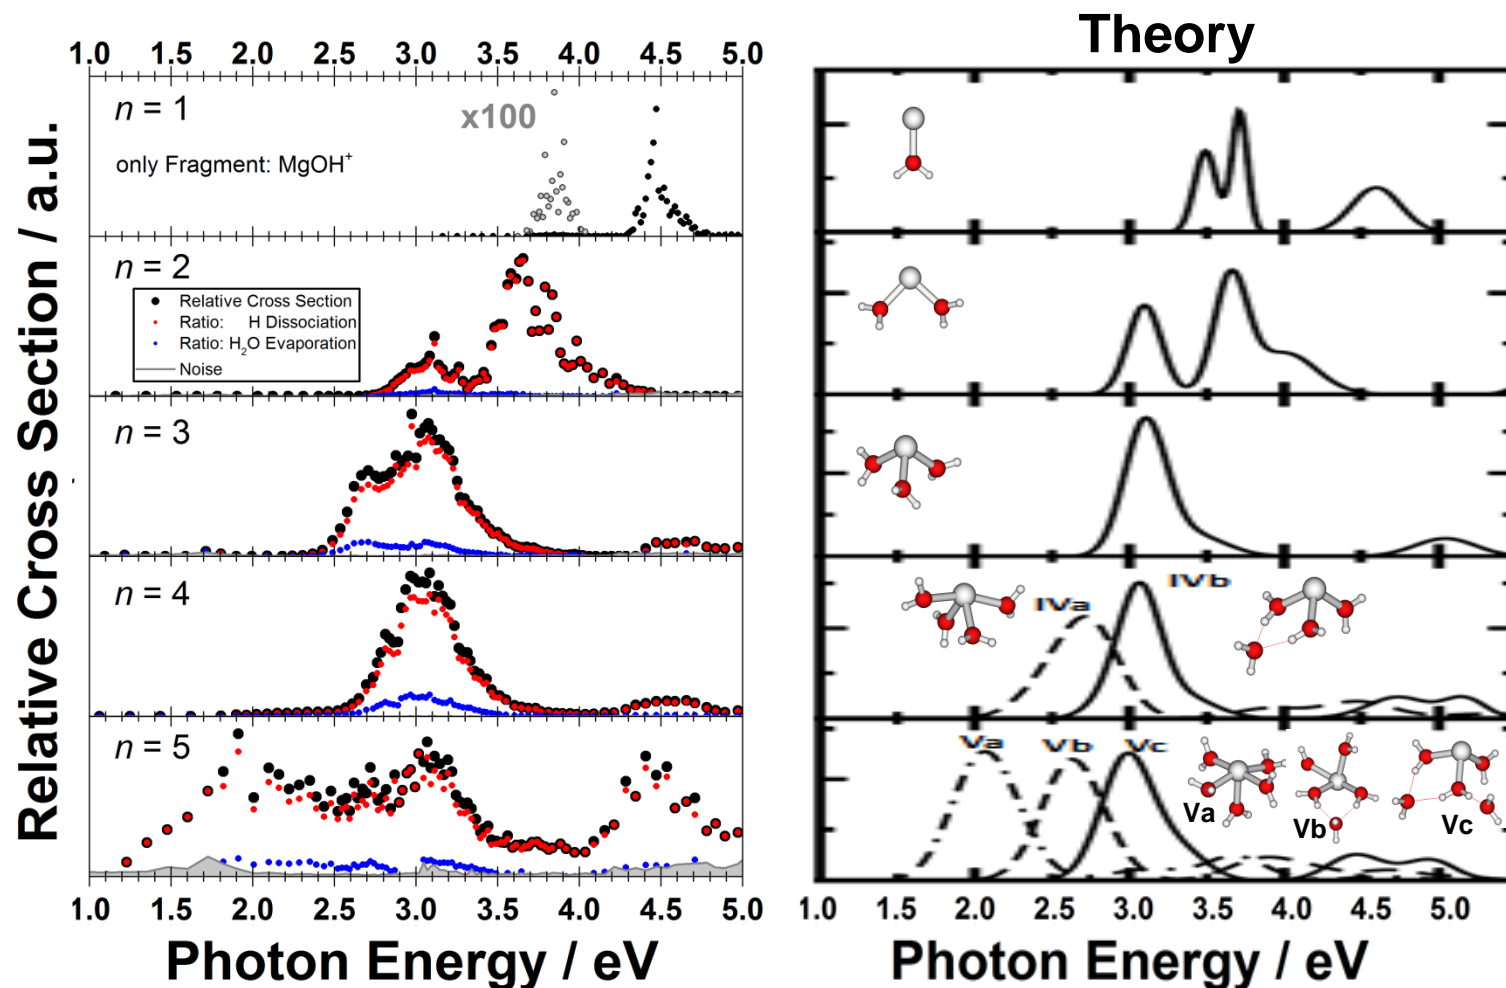 Theory
1.0 1.5 2.0 2.5 3.0 3.5 4.0 4.5 5.0
Relative Cross Section / a.u.
n = 1
x100
only Fragment: MgOH+
n = 2
Relative Cross Section
Ratio: H Dissociation
Ratio: H2O Evaporation
Noise
n = 3
n = 4
n = 5
1.0 1.5 2.0 2.5 3.0 3.5 4.0 4.5 5.0
Photon Energy / eV
IVa
IVb
Va
Vb
Vc
Va
Vb
Vc
1.0 2.0 2.5 3.0 3.5 4.0 4.5 5.0
Photon Energy / eV